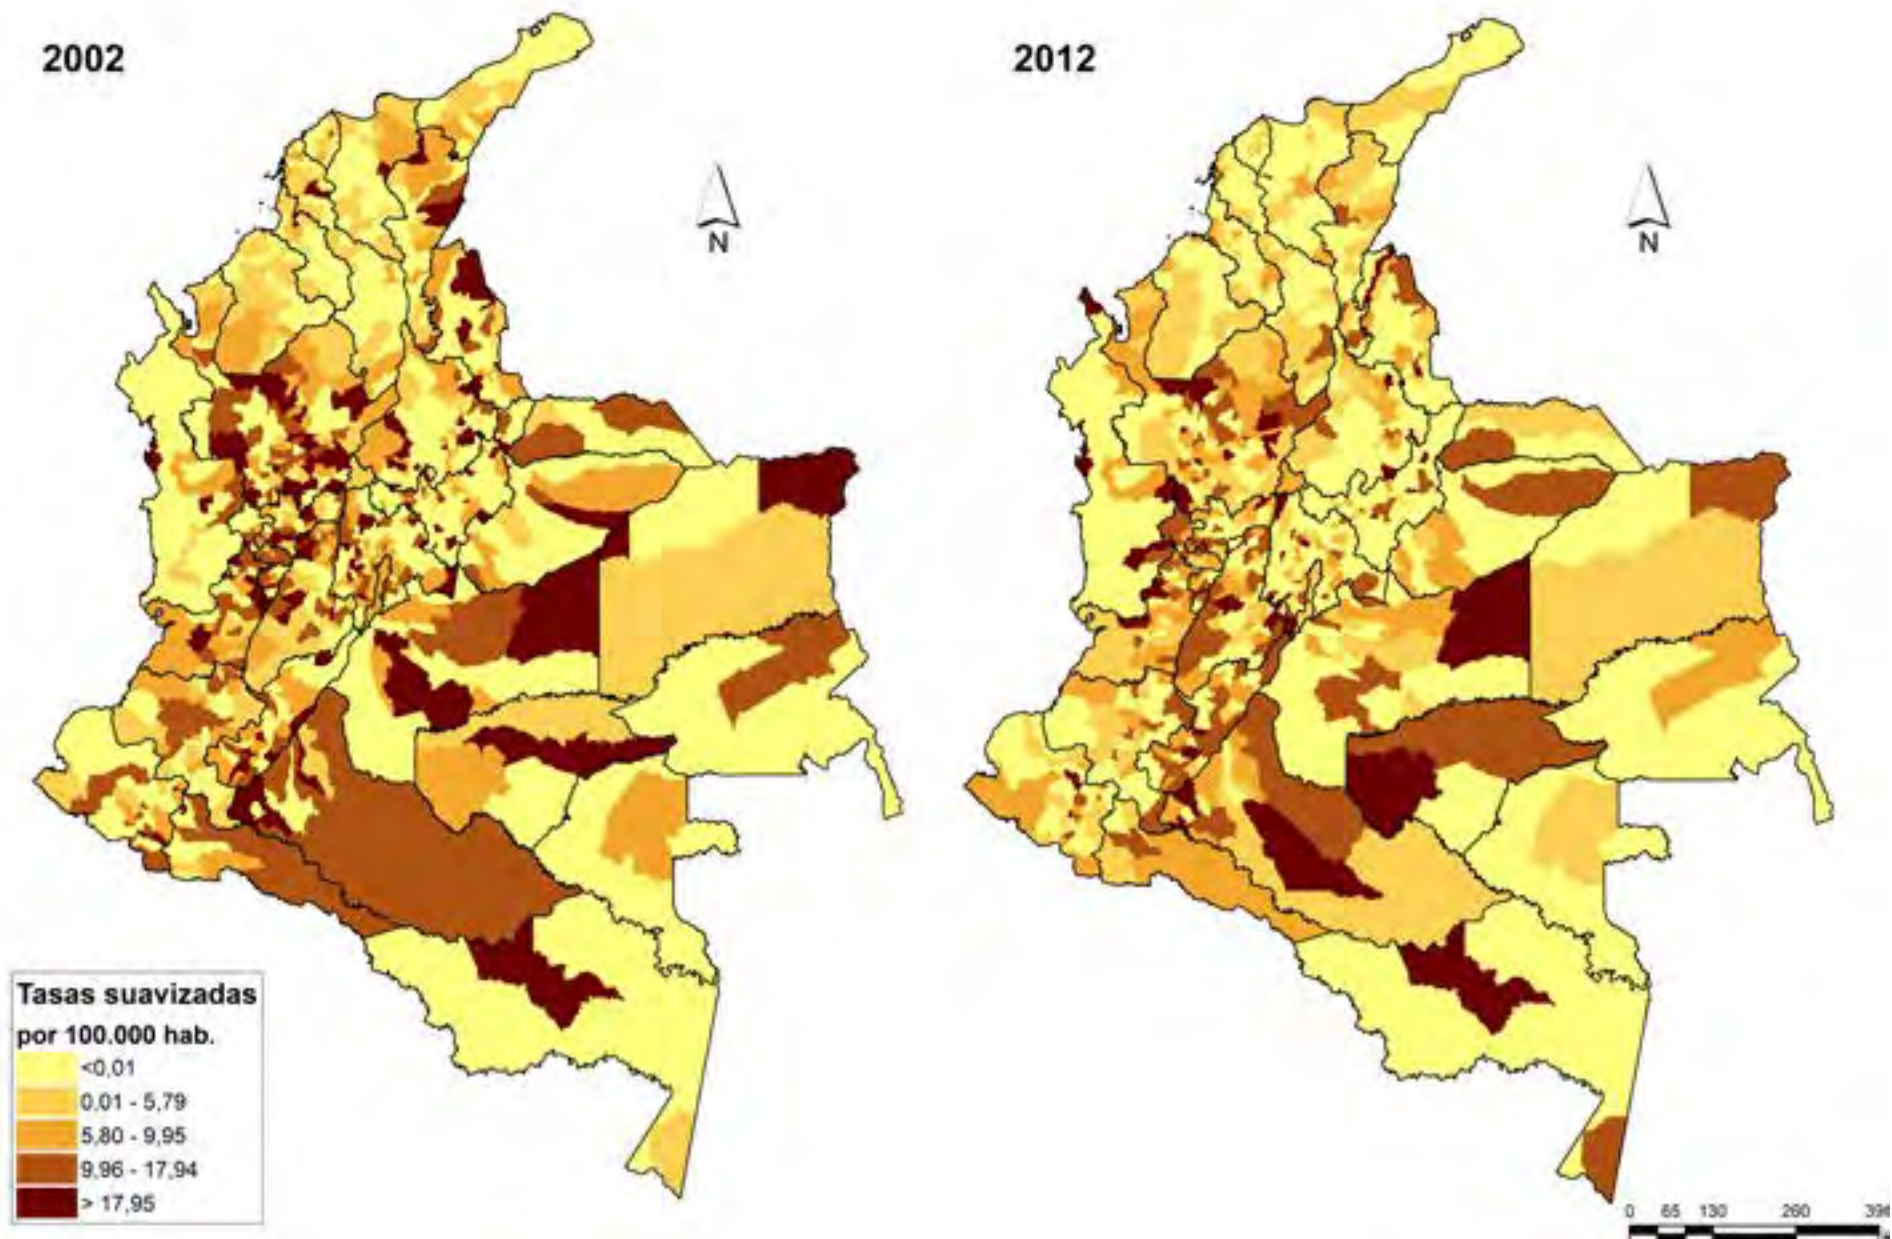 2002
2012
N
N
Tasas suavizadas
por 100.000 hab.
<0,01
0,01 - 5,79
5,80 - 9,95
9,96 - 17,94
> 17,95
0 65 130 260